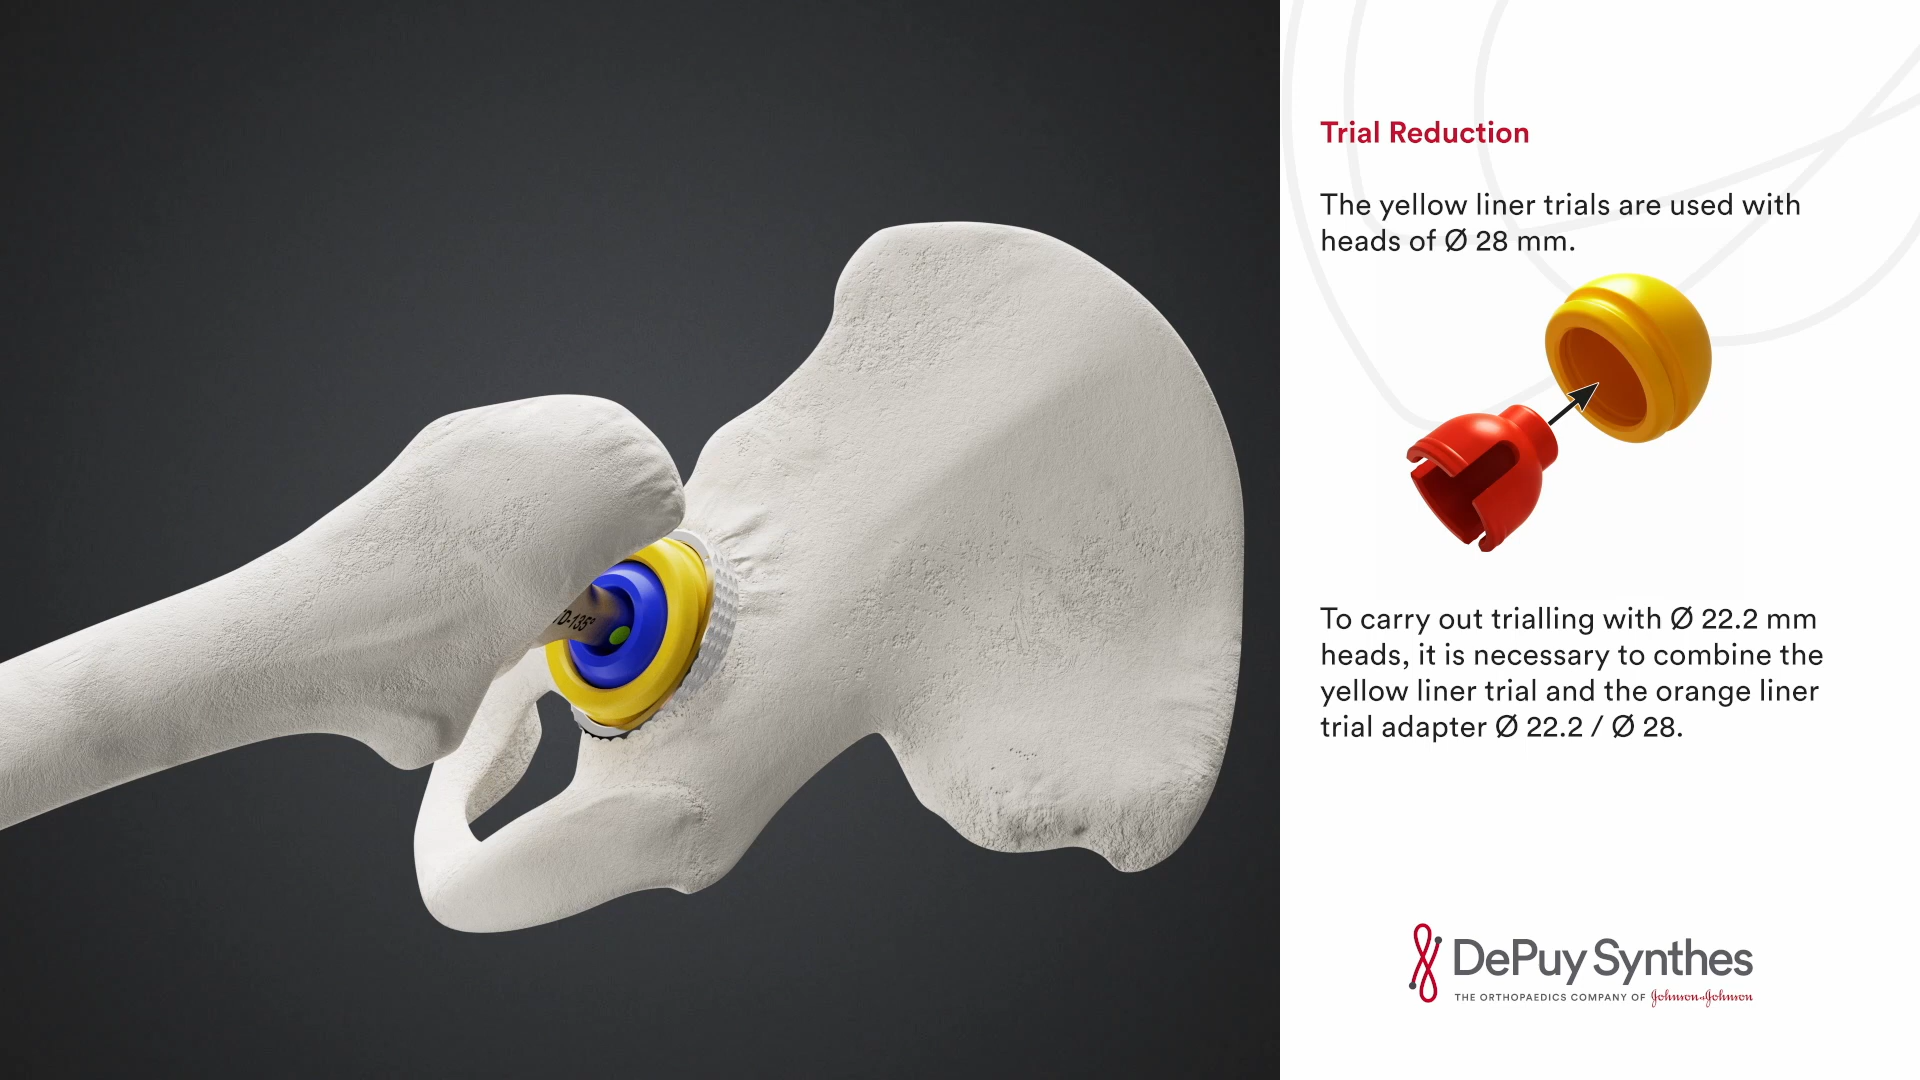 Trial Reduction
The yellow liner trials are used with
heads of Ø 28 mm.
To carry out trialling with Ø 22.2 mm
heads, it is necessary to combine the
yellow liner trial and the orange liner
trial adapter Ø 22.2 / Ø 28.
D-135°
DePuy Synthes
THE ORTHOPAEDICS COMPANY OF Johnson & Johnson